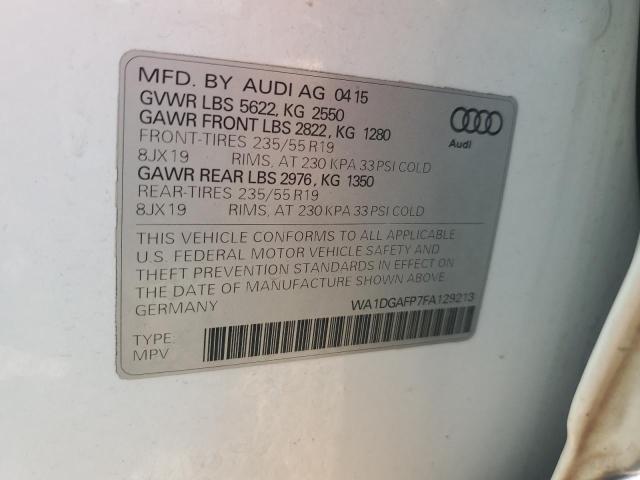 MFD. BY AUDI AG 04 15
GVWR LBS 5622, KG 2550
GAWR FRONT LBS 2822, KG 1280
FRONT-TIRES 235/55 R19
8JX19 RIMS, AT 230 KPA 33 PSI COLD
GAWR REAR LBS 2976, KG 1350
REAR-TIRES 235/55 R19
8JX19 RIMS, AT 230 KPA 33 PSI COLD
Audi
THIS VEHICLE CONFORMS TO ALL APPLICABLE
U.S. FEDERAL MOTOR VEHICLE SAFETY AND
THEFT PREVENTION STANDARDS IN EFFECT ON
THE DATE OF MANUFACTURE SHOWN ABOVE.
GERMANY WA1DGAFP7FA129213
TYPE:
MPV